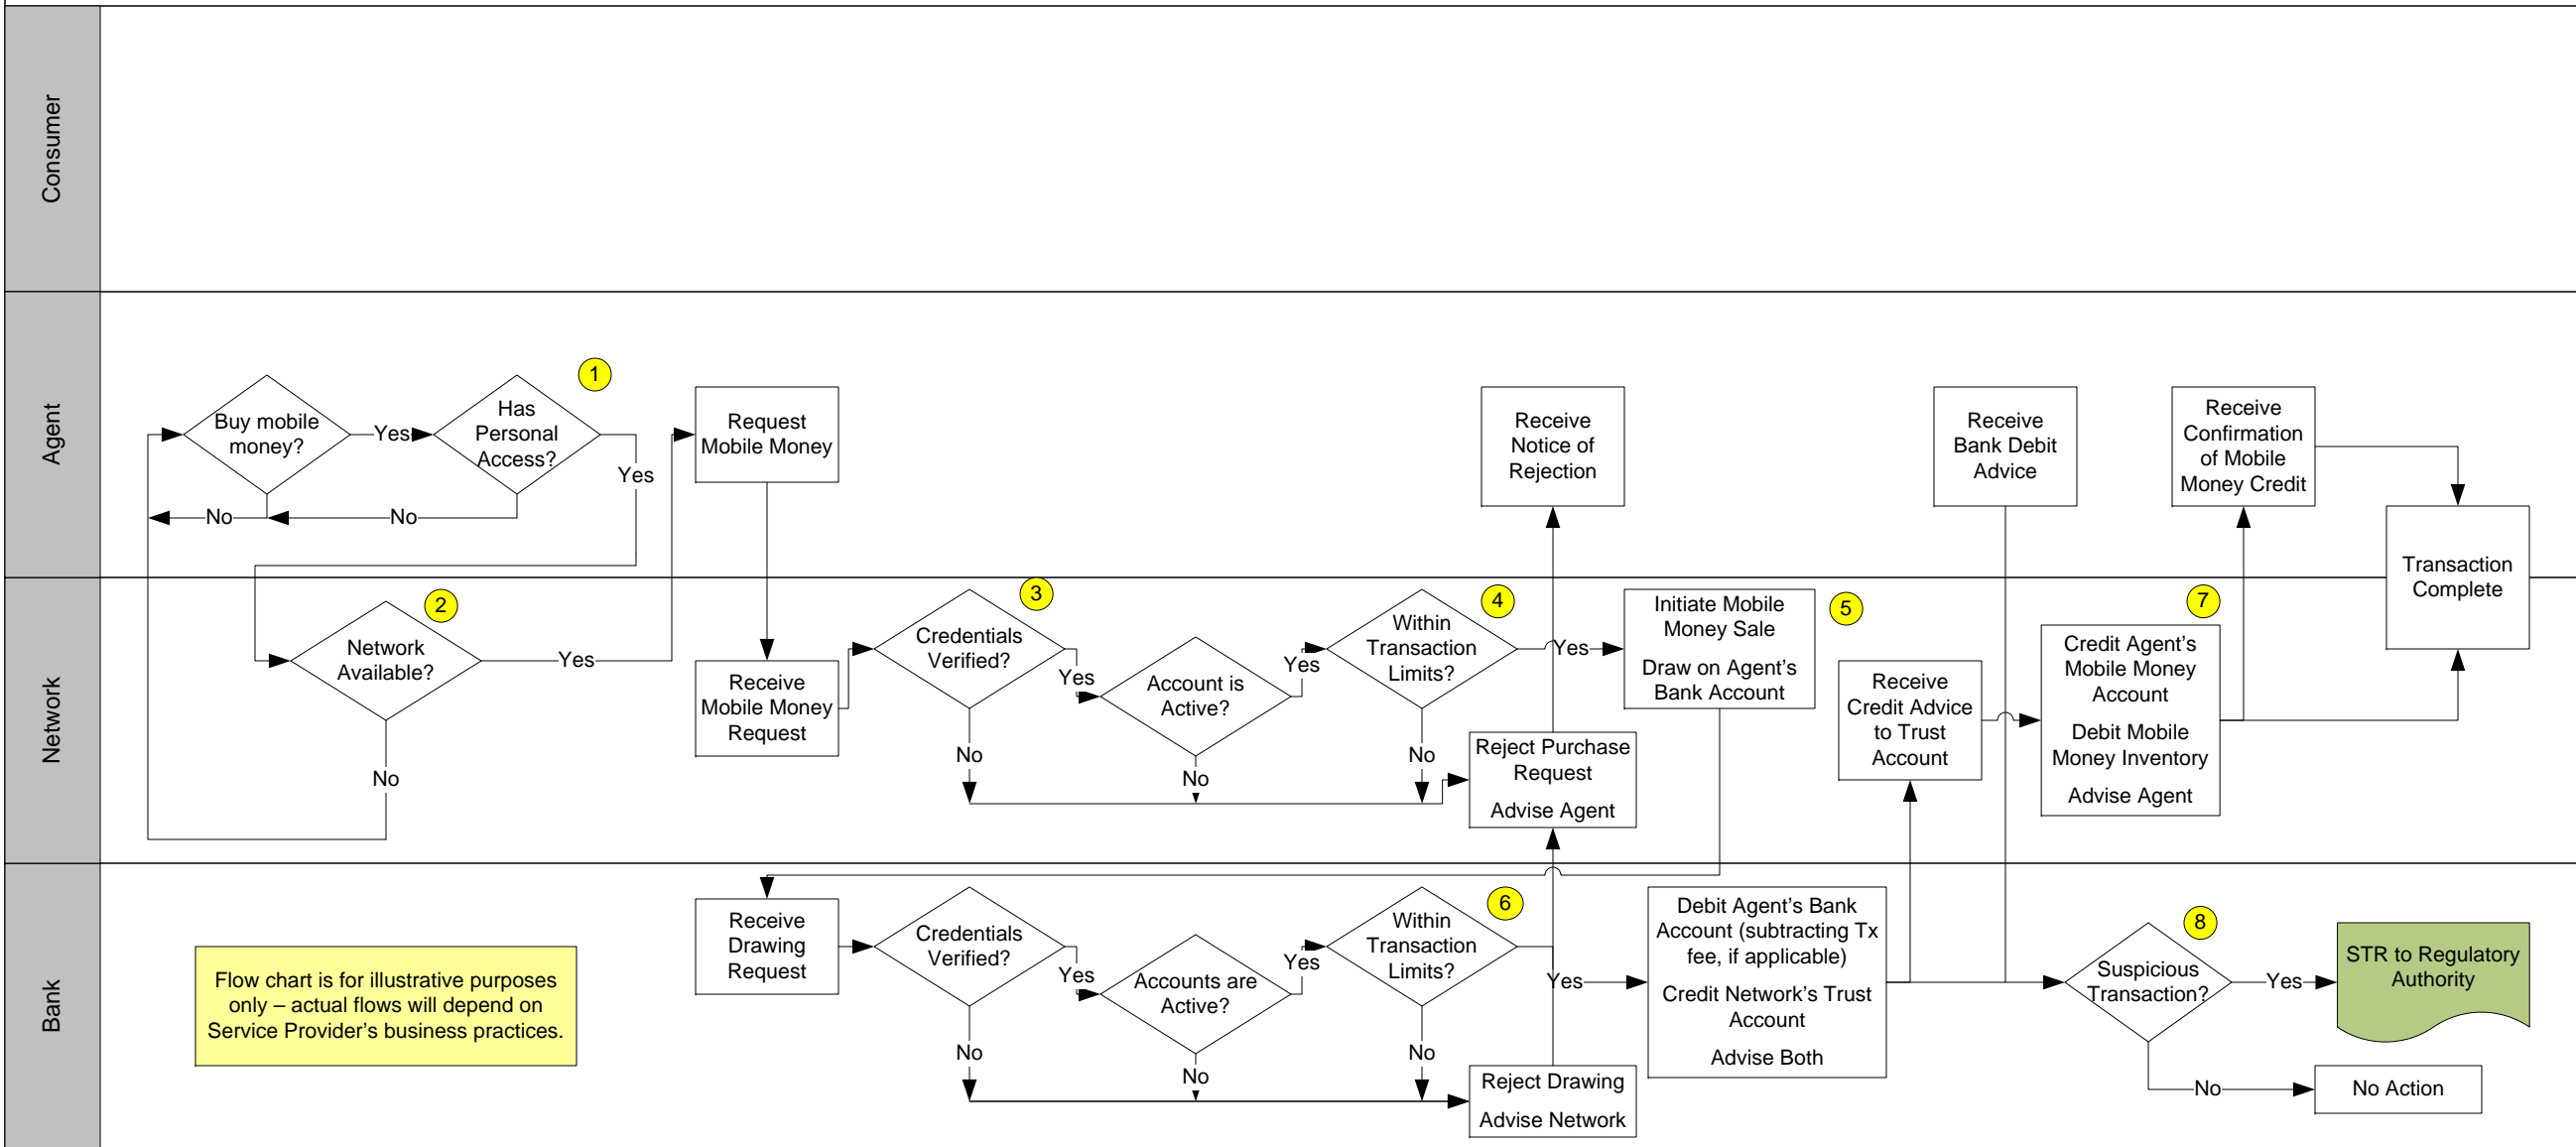 Consumer
Agent
Buy mobile
money?
Yes
Has
Personal
Access?
1
Yes
No
No
Request
Mobile Money
Receive
Notice of
Rejection
Receive
Bank Debit
Advice
Receive
Confirmation
of Mobile
Money Credit
Transaction
Complete
Network
Network
Available?
2
Yes
No
Receive
Mobile Money
Request
Credentials
Verified?
3
Yes
No
Account is
Active?
Yes
No
Within
Transaction
Limits?
4
Yes
No
Reject Purchase
Request
Advise Agent
Initiate Mobile
Money Sale
Draw on Agent's
Bank Account
5
Receive
Credit Advice
to Trust
Account
Credit Agent's
Mobile Money
Account
Debit Mobile
Money Inventory
Advise Agent
7
Bank
Flow chart is for illustrative purposes
only – actual flows will depend on
Service Provider's business practices.
Receive
Drawing
Request
Credentials
Verified?
Yes
No
Accounts are
Active?
Yes
No
Within
Transaction
Limits?
6
Yes
No
Reject Drawing
Advise Network
Debit Agent's Bank
Account (subtracting Tx
fee, if applicable)
Credit Network's Trust
Account
Advise Both
Suspicious
Transaction?
8
Yes
STR to Regulatory
Authority
No
No Action